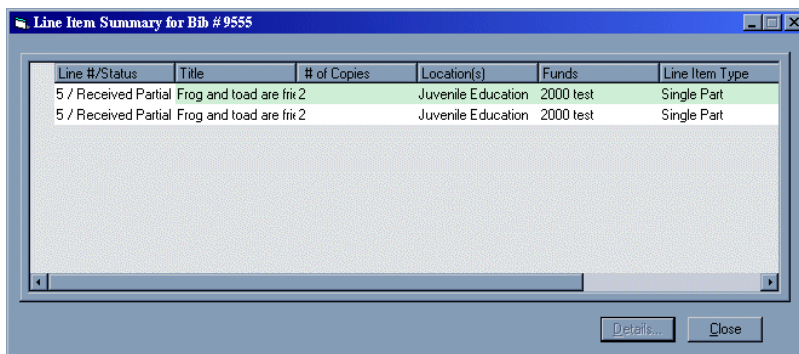 Line Item Summary for Bib # 9555
Line #/Status Title # of Copies Location(s) Funds Line Item Type
5 / Received Partial Frog and toad are frie 2 Juvenile Education 2000 test Single Part
5 / Received Partial Frog and toad are frie 2 Juvenile Education 2000 test Single Part
Details... Close